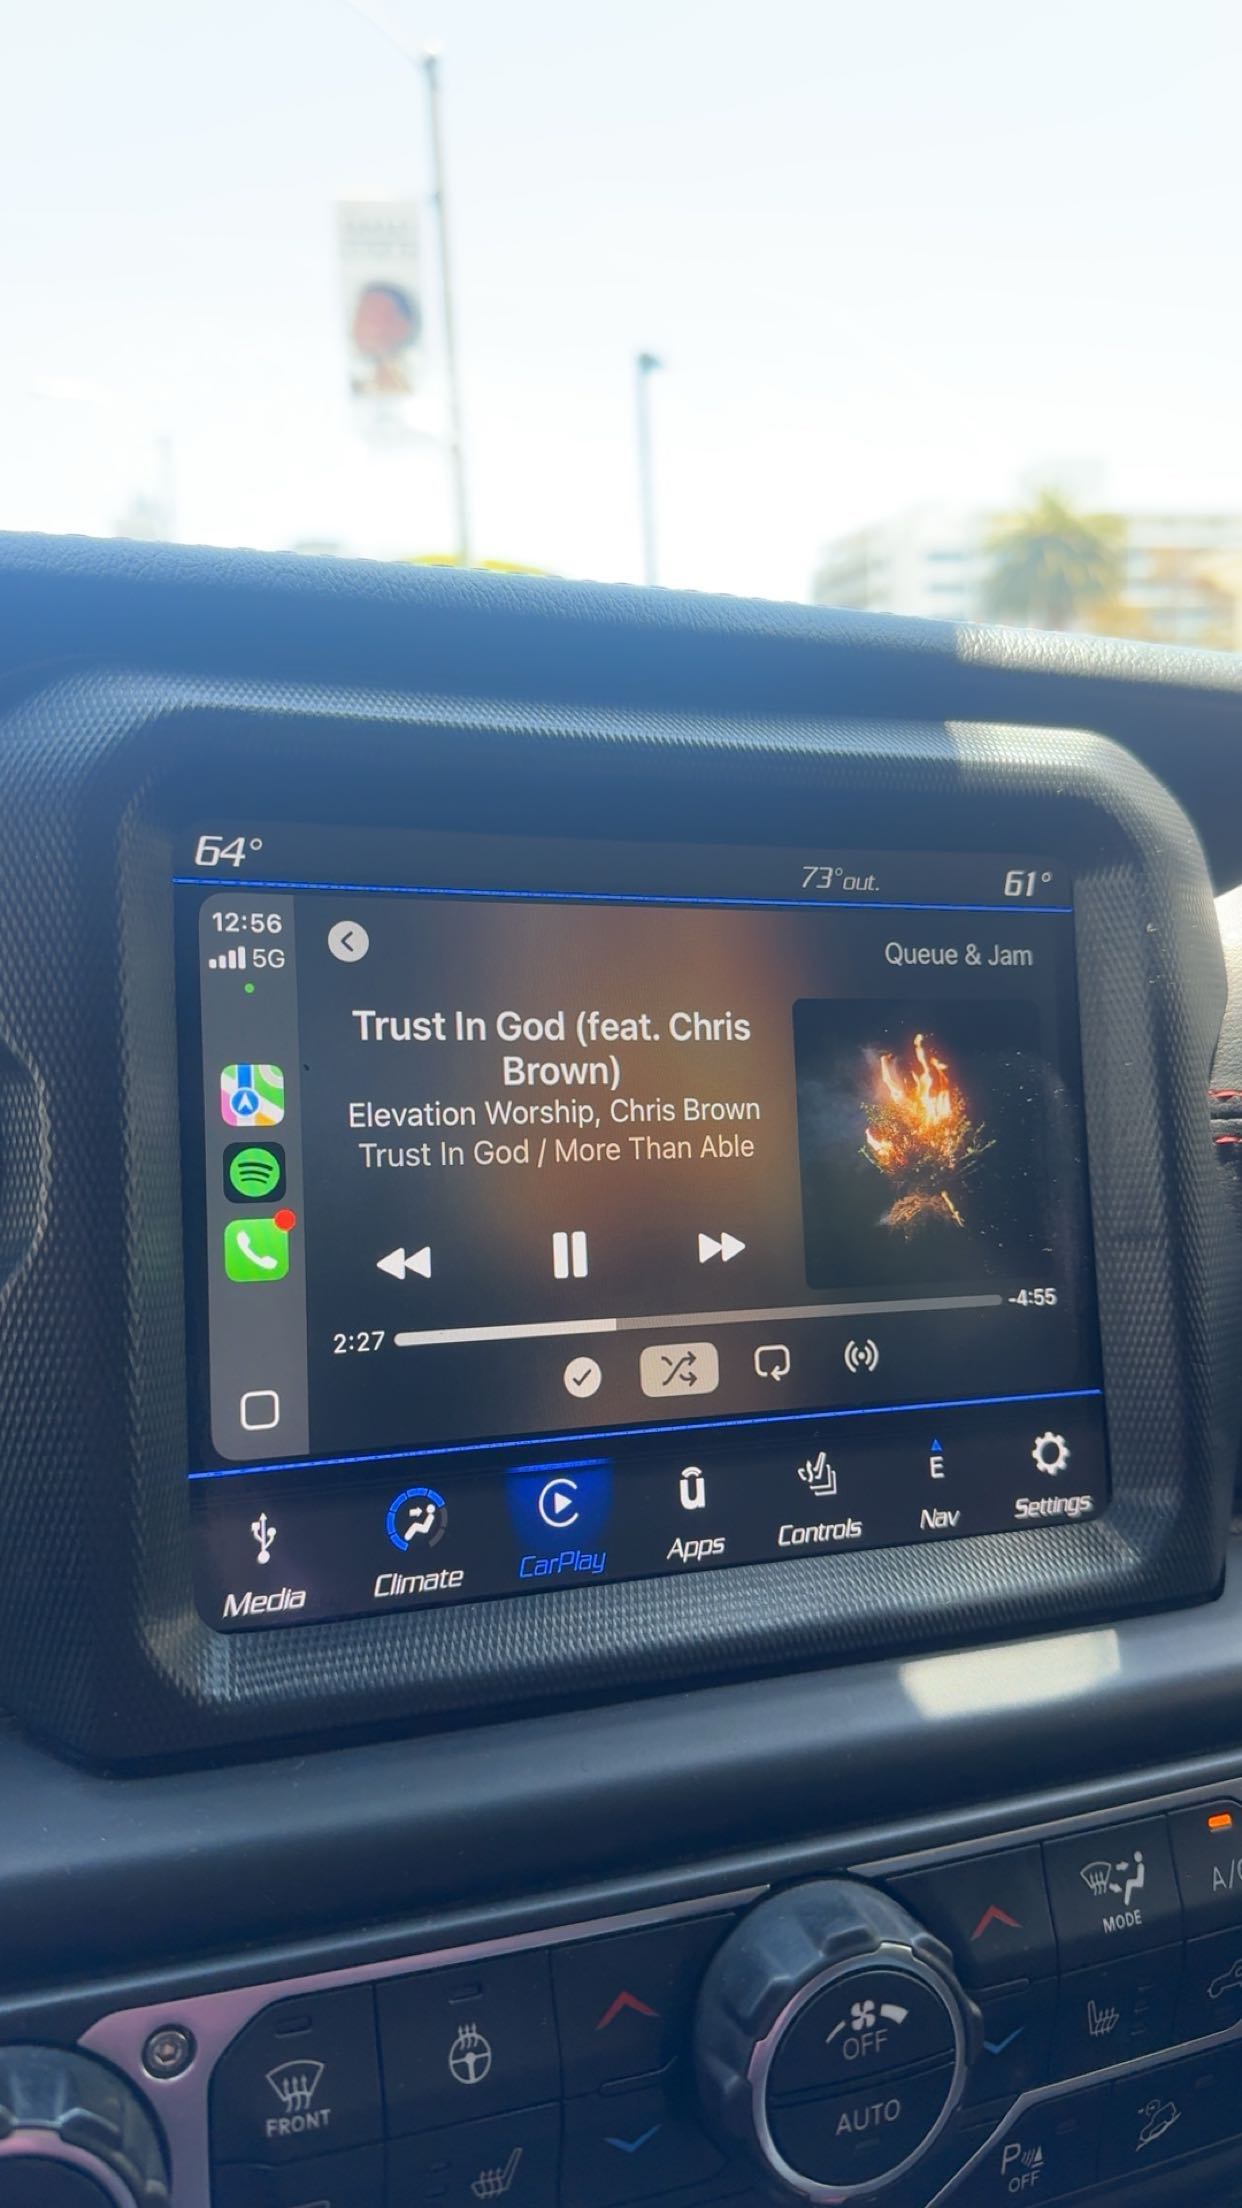 64°
73°out.
61°
12:56
5G
Queue & Jam
Trust In God (feat. Chris
Brown)
Elevation Worship, Chris Brown
Trust In God / More Than Able
2:27
-4:55
E
Media
Climate
CarPlay
Apps
Controls
Nav
Settings
MODE
A/C
FRONT
OFF
AUTO
P
OFF